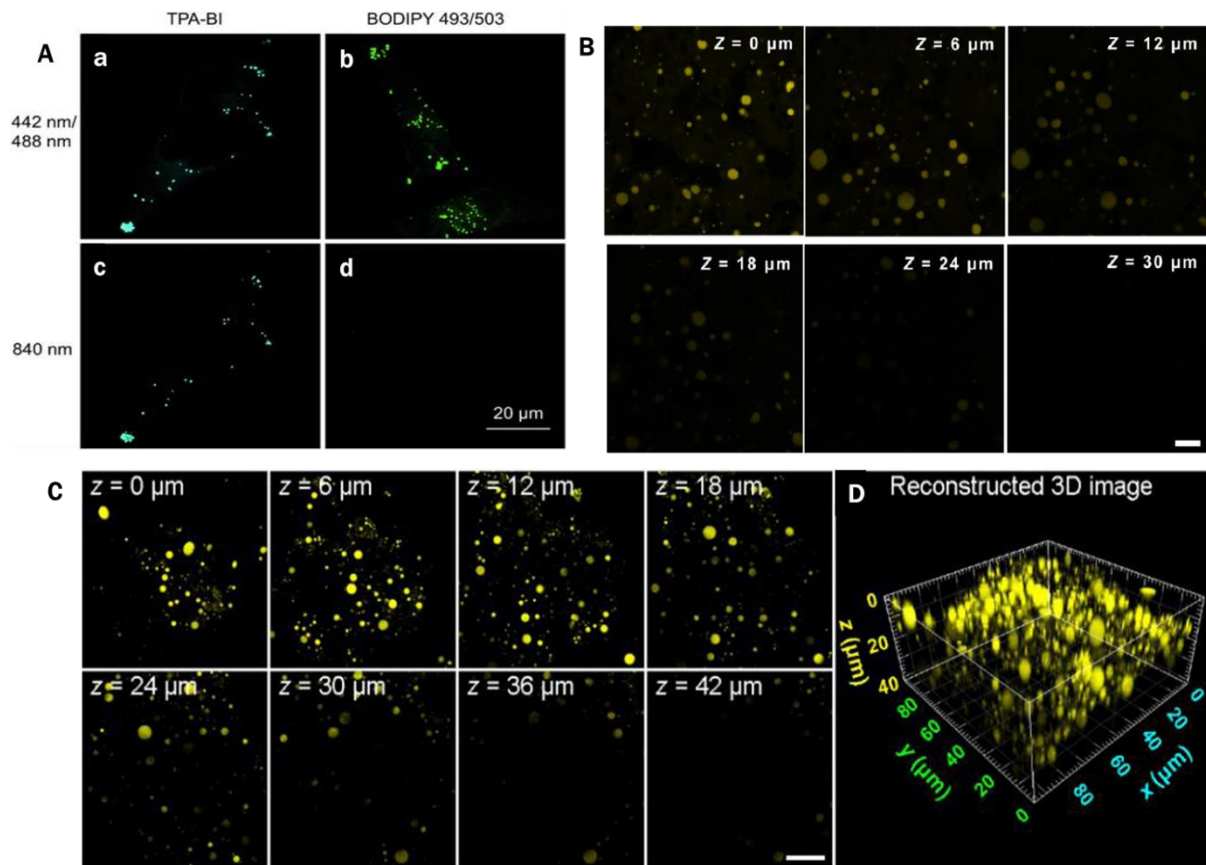 TPA-BI
BODIPY 493/503
A
a
b
442 nm/
488 nm
c
d
840 nm
20 µm
B
Z = 0 µm
Z = 6 µm
Z = 12 µm
Z = 18 µm
Z = 24 µm
Z = 30 µm
C
z = 0 µm
z = 6 µm
z = 12 µm
z = 18 µm
z = 24 µm
z = 30 µm
z = 36 µm
z = 42 µm
D
Reconstructed 3D image
0
20
40
z (µm)
80
60
40
20
0
y (µm)
0
20
40
60
80
x (µm)